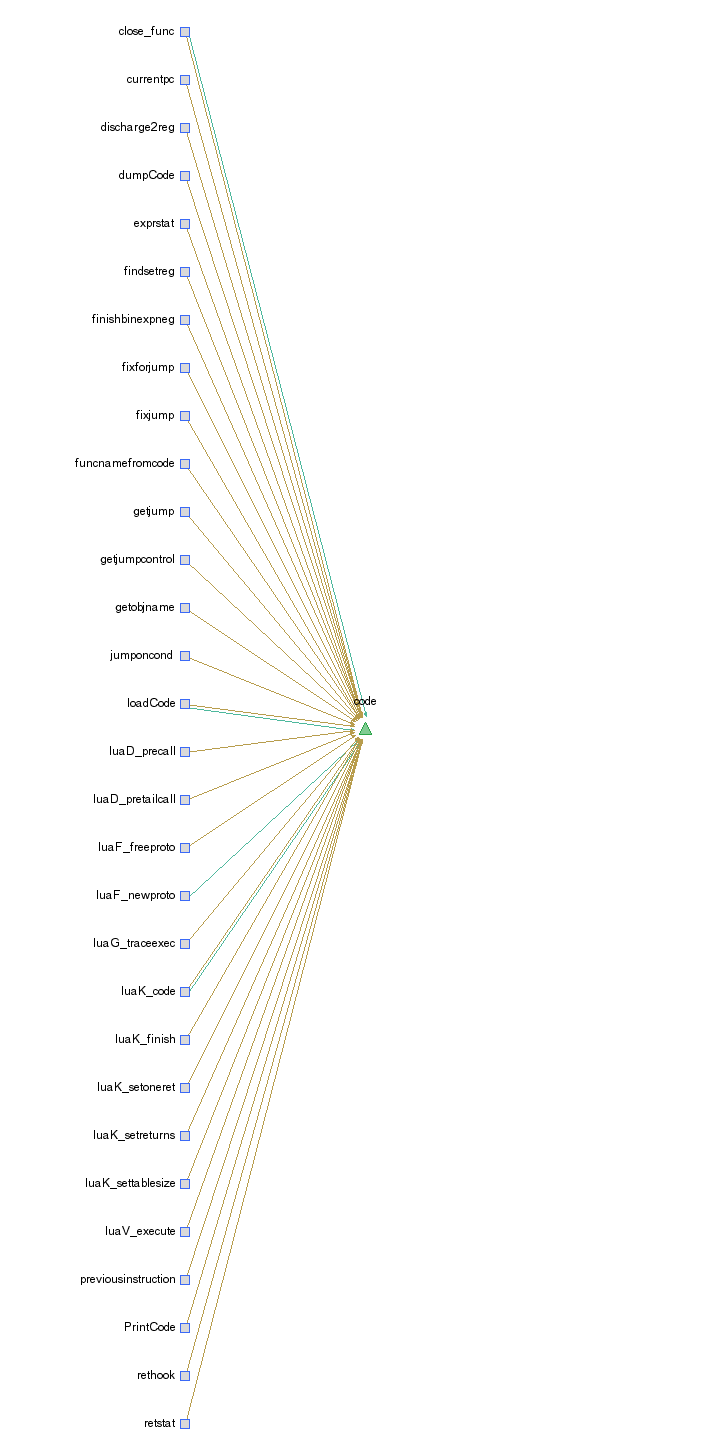 close_func
currentpc
discharge2reg
dumpCode
exprstat
findsetreg
finishbinexpneg
fixforjump
fixjump
funcnamefromcode
getjump
getjumpcontrol
getobjname
jumponcond
loadCode
code
luaD_precall
luaD_pretailcall
luaF_freeproto
luaF_newproto
luaG_traceexec
luaK_code
luaK_finish
luaK_setoneret
luaK_setreturns
luaK_settablesize
luaV_execute
previousinstruction
PrintCode
rethook
retstat